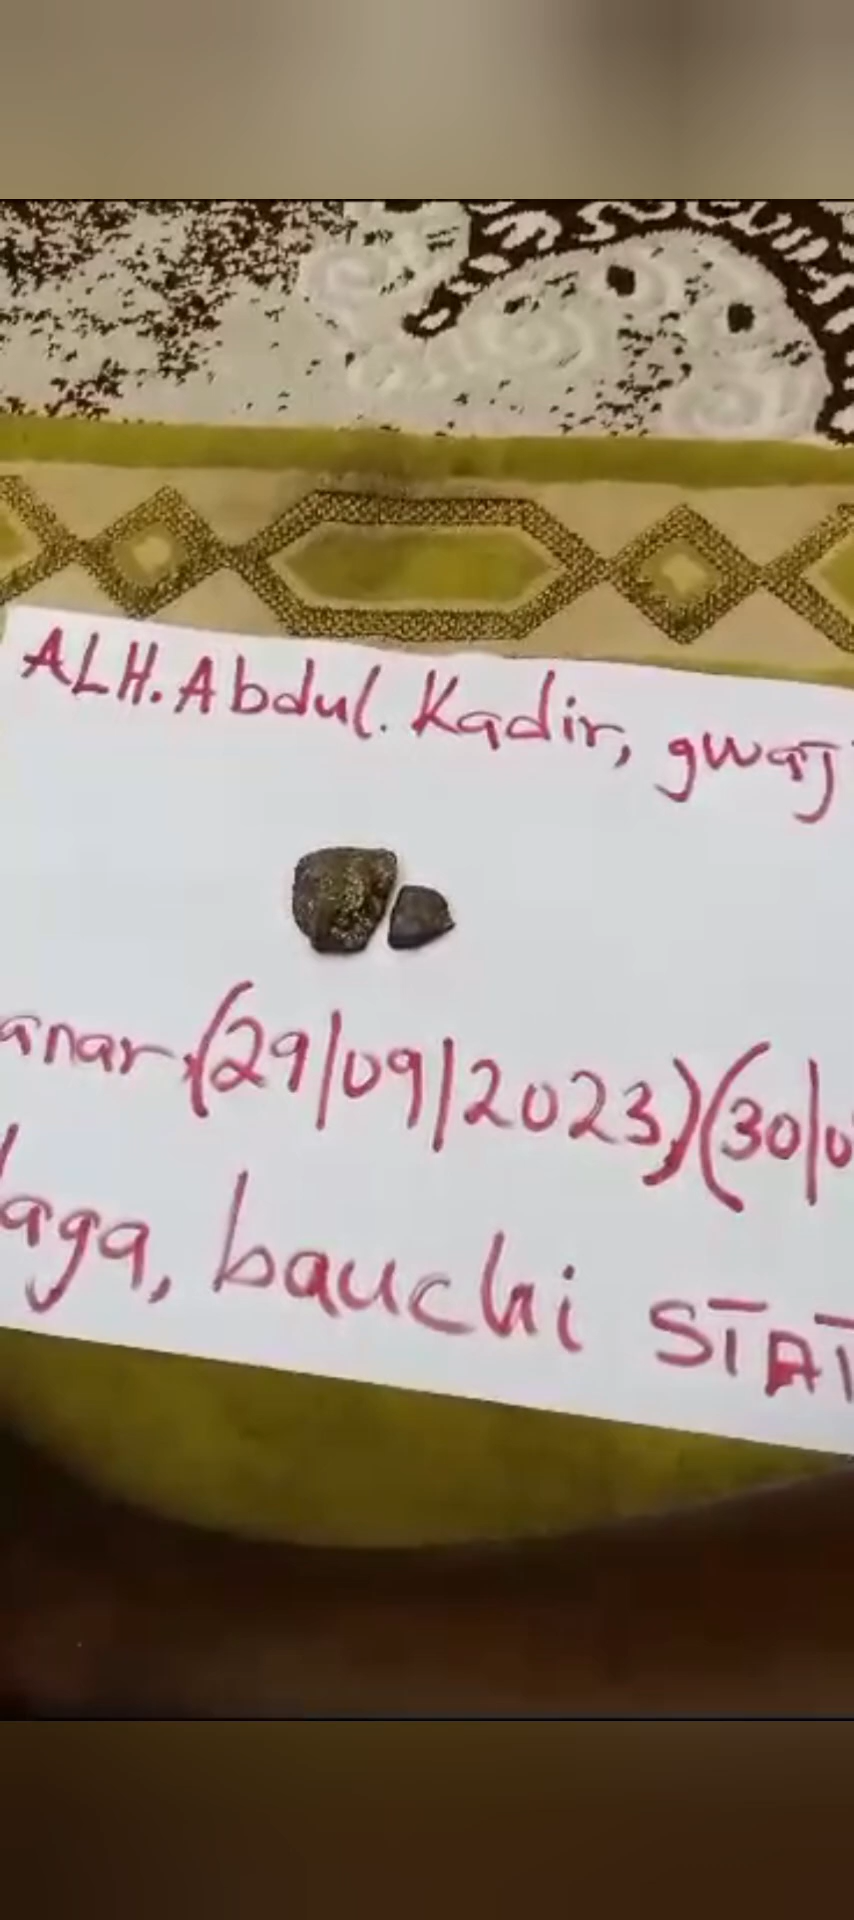 ALH. Abdul. Kadir, gwaj
anar, (29/09/2023,) (30/0
aga, bauchi STAT